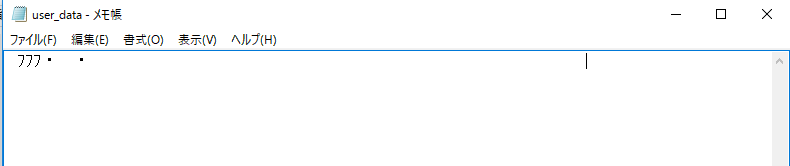 user_data - メモ帳
ファイル(F) 編集(E) 書式(O) 表示(V) ヘルプ(H)
ﾌﾌﾌ・ ・